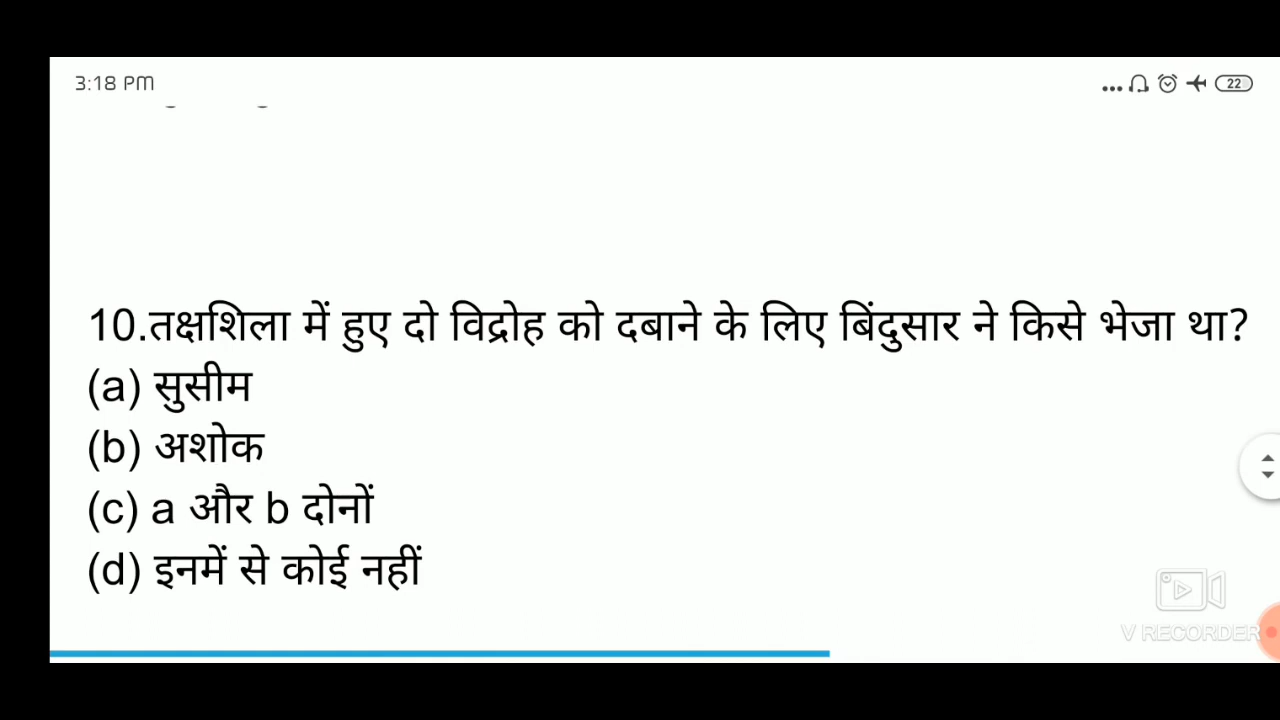 3:18 PM
22
10.तक्षशिला में हुए दो विद्रोह को दबाने के लिए बिंदुसार ने किसे भेजा था?
(a) सुसीम
(b) अशोक
(c) a और b दोनों
(d) इनमें से कोई नहीं
V RECORDER